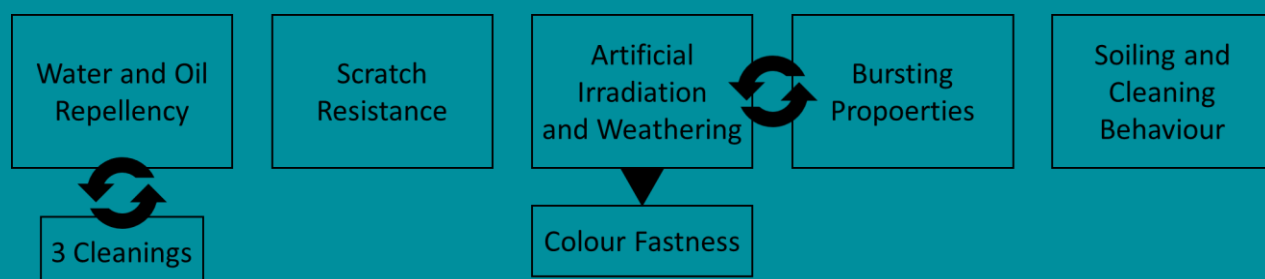 Water and Oil
Repellency
Scratch
Resistance
Artificial
Irradiation
and Weathering
Bursting
Propoerties
Soiling and
Cleaning
Behaviour
3 Cleanings
Colour Fastness